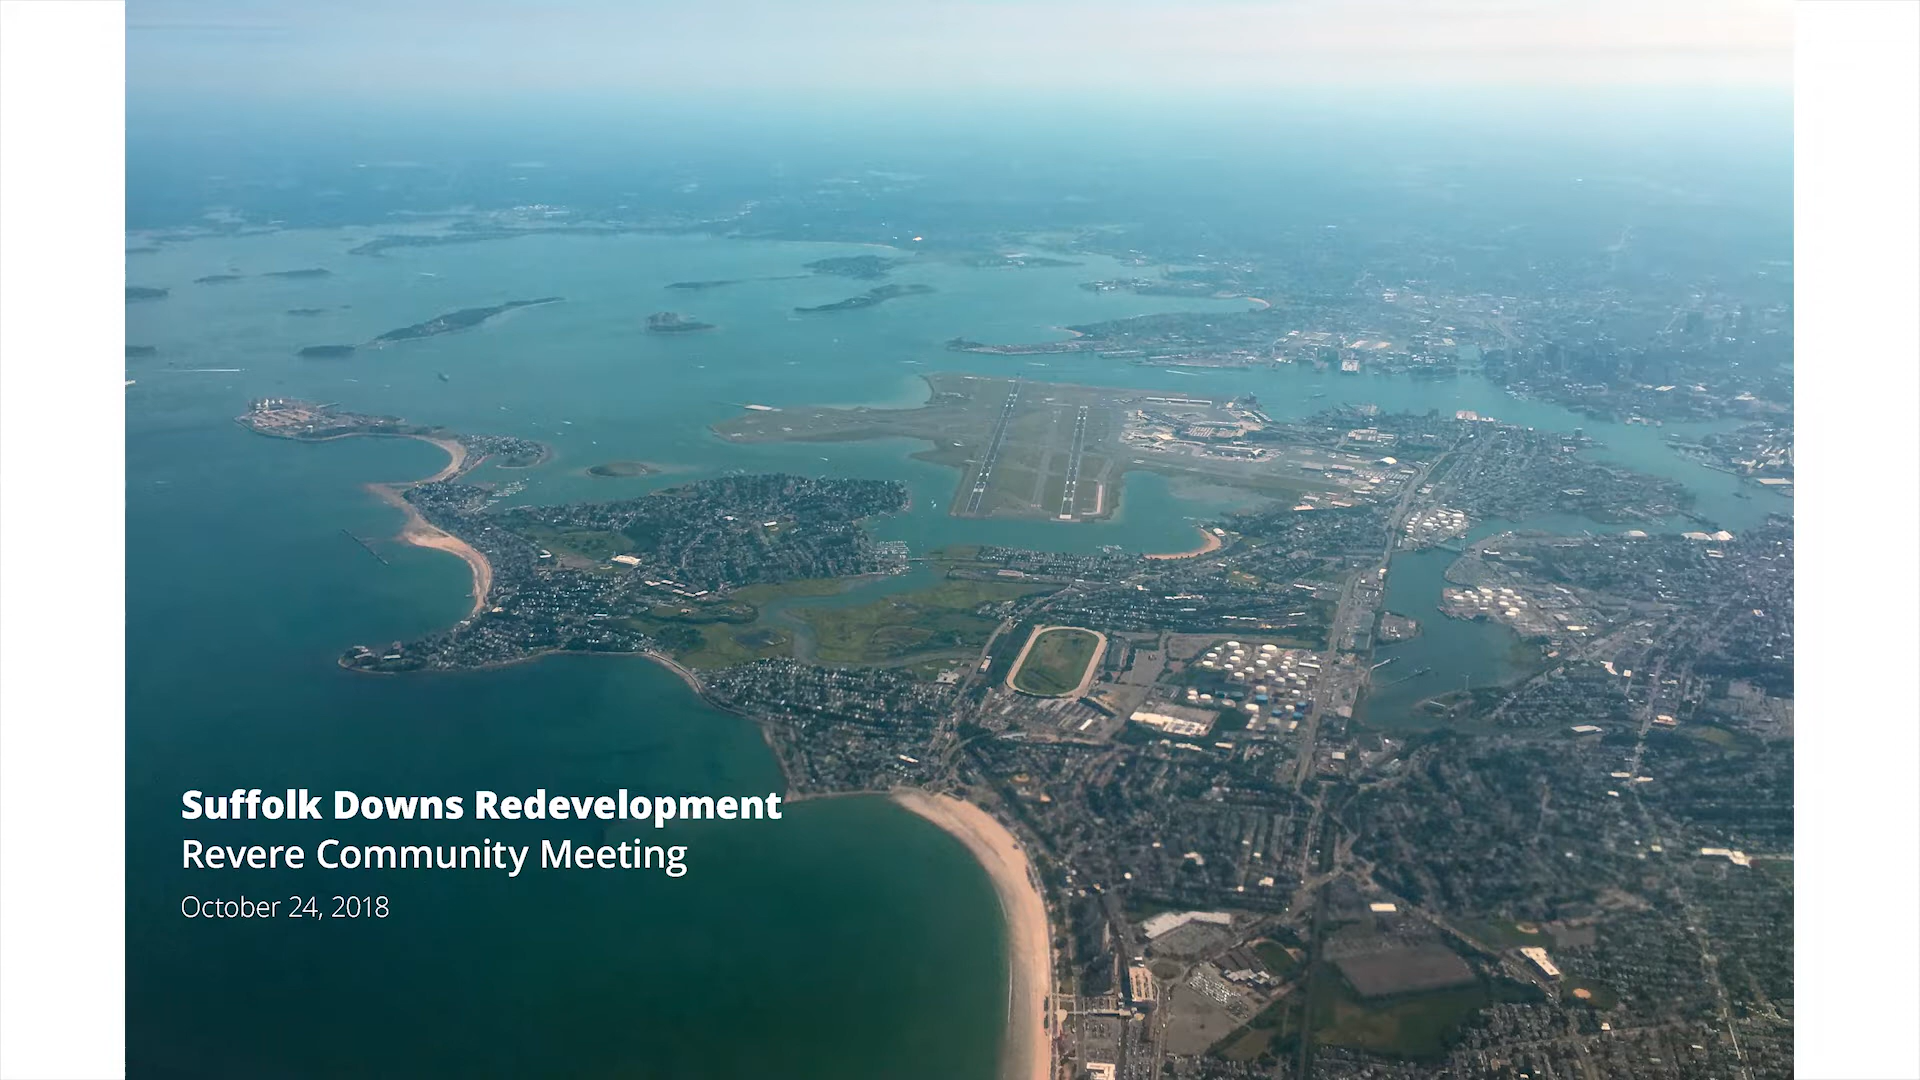 Suffolk Downs Redevelopment
Revere Community Meeting
October 24, 2018